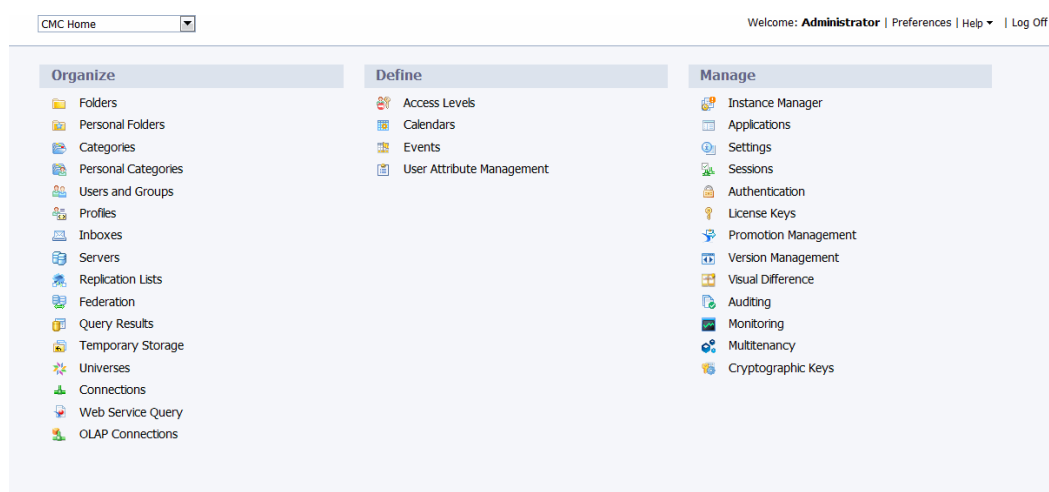 CMC Home
Welcome: Administrator | Preferences | Help | Log Off
Organize
Folders
Personal Folders
Categories
Personal Categories
Users and Groups
Profiles
Inboxes
Servers
Replication Lists
Federation
Query Results
Temporary Storage
Universes
Connections
Web Service Query
OLAP Connections
Define
Access Levels
Calendars
Events
User Attribute Management
Manage
Instance Manager
Applications
Settings
Sessions
Authentication
License Keys
Promotion Management
Version Management
Visual Difference
Auditing
Monitoring
Multitenancy
Cryptographic Keys